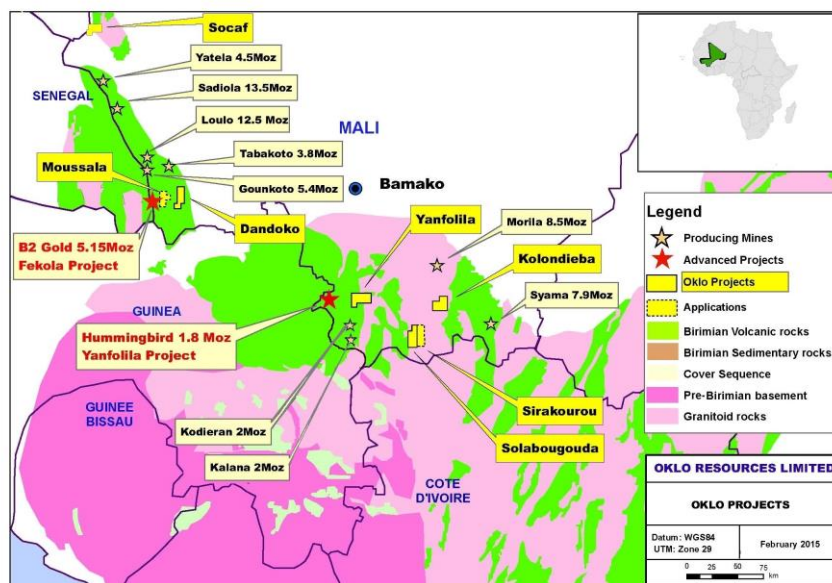 Socaf
Yatela 4.5Moz
SENEGAL
Sadiola 13.5Moz
Loulo 12.5 Moz
MALI
Tabakoto 3.8Moz
Moussala
Gounkoto 5.4Moz
Bamako
Dandoko
Yanfolila
Morila 8.5Moz
B2 Gold 5.15Moz
Fekola Project
Kolondieba
Syama 7.9Moz
GUINEA
Hummingbird 1.8 Moz
Yanfolila Project
Sirakourou
GUINEE
BISSAU
Kodieran 2Moz
Solabougouda
Kalana 2Moz
COTE
D'IVOIRE
Legend
Producing Mines
Advanced Projects
Oklo Projects
Applications
Birimian Volcanic rocks
Birimian Sedimentary rocks
Cover Sequence
Pre-Birimian basement
Granitoid rocks
OKLO RESOURCES LIMITED
OKLO PROJECTS
Datum: WGS84
UTM: Zone 29
February 2015
0 25 50 75
km